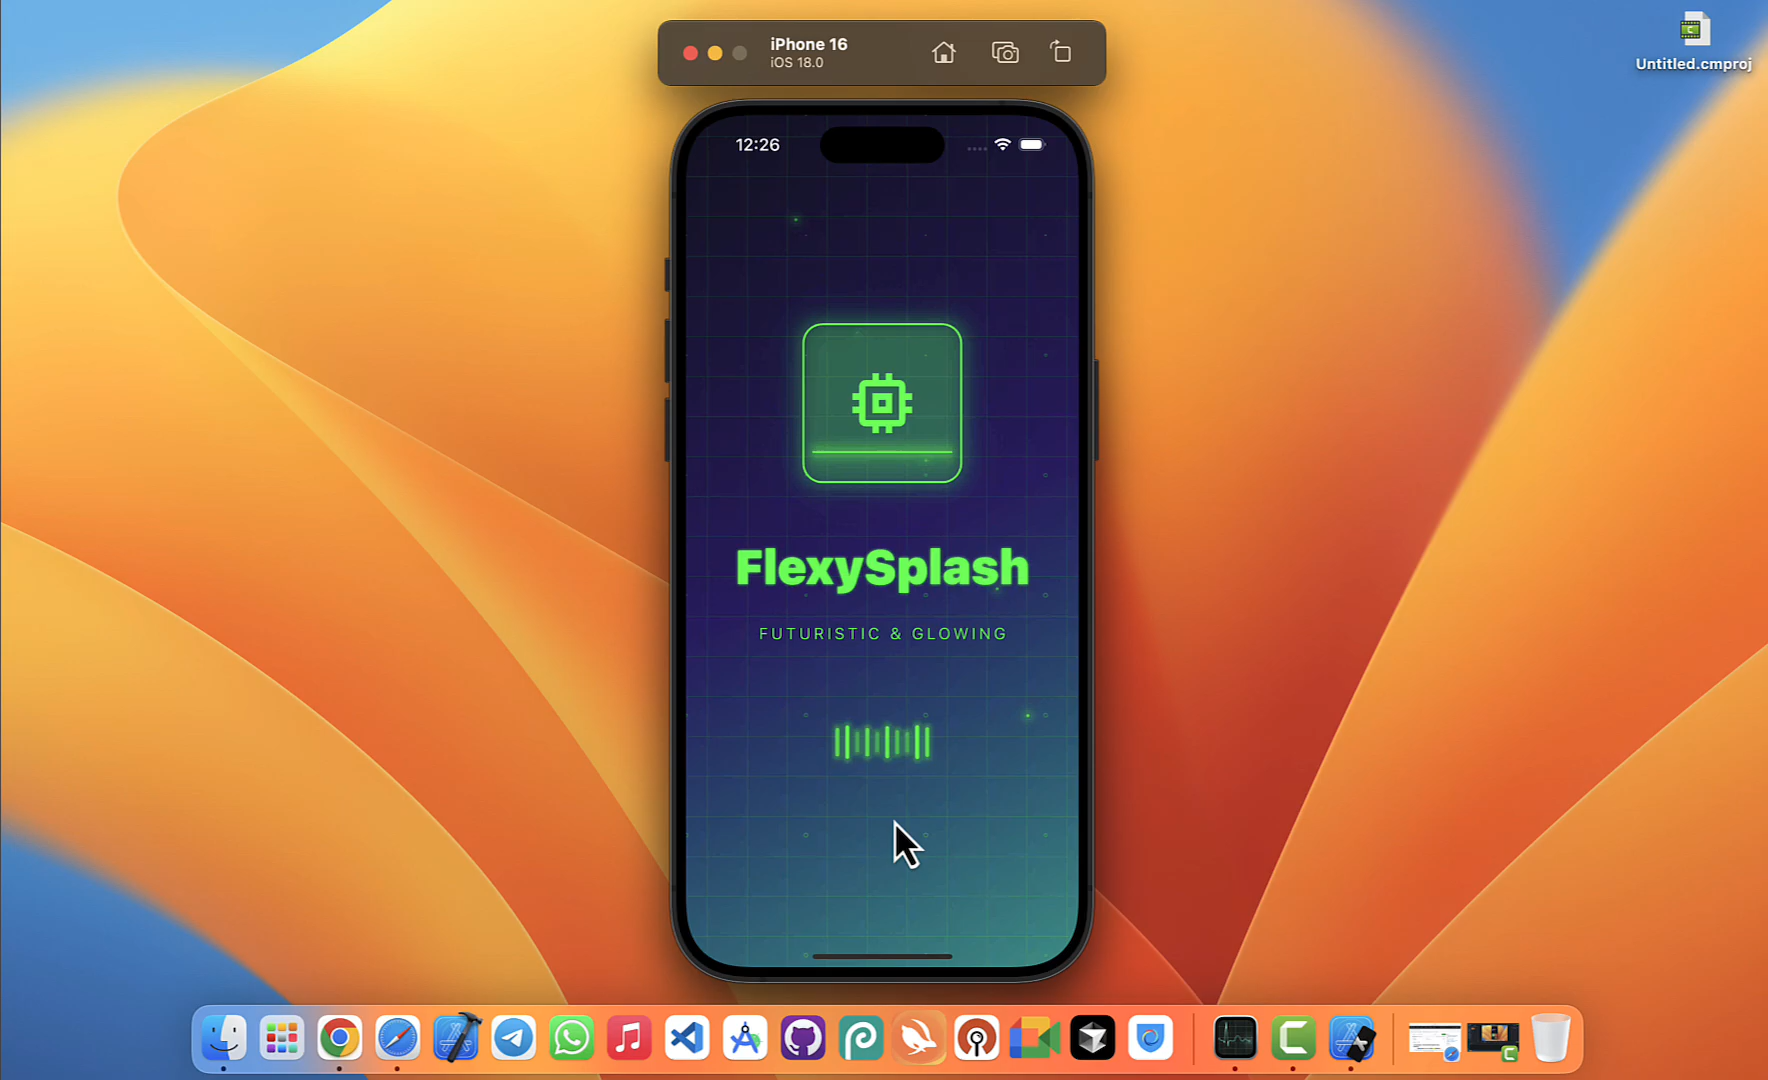 iPhone 16
iOS 18.0
Untitled.cmproj
12:26
FlexySplash
FUTURISTIC & GLOWING